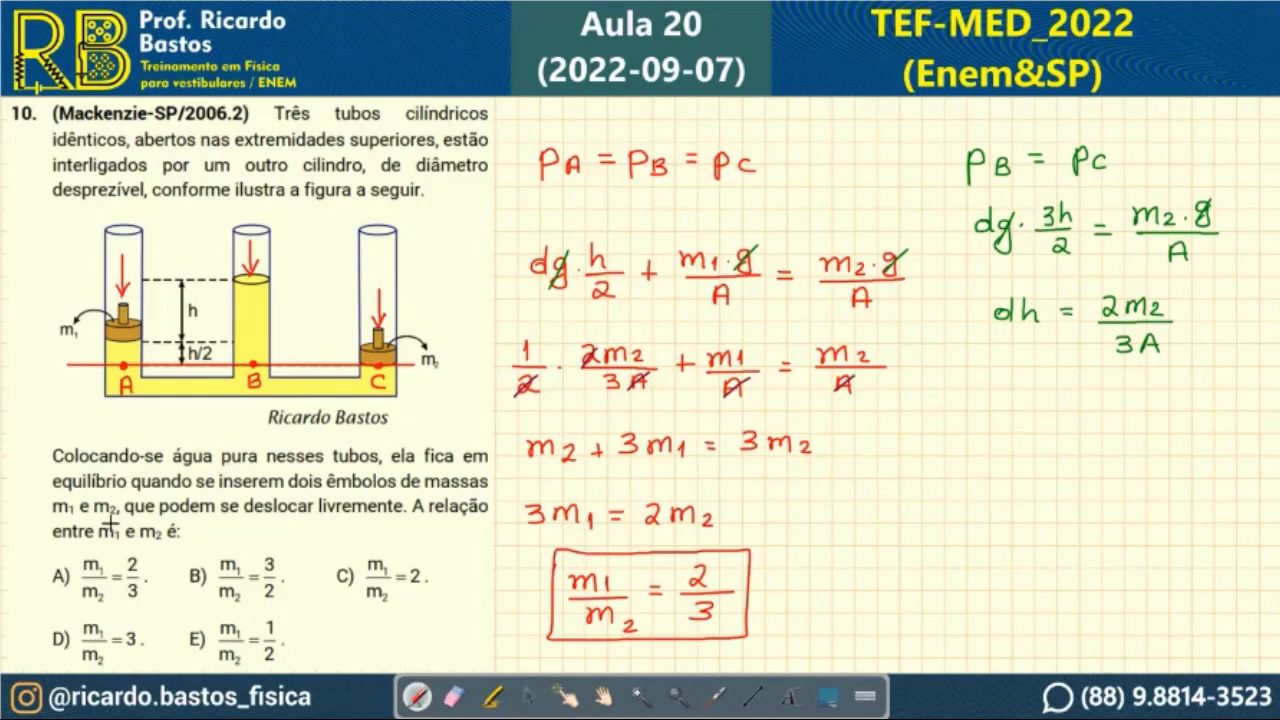 RB
Prof. Ricardo
Bastos
Treinamento em Física
para vestibulares / ENEM
Aula 20
(2022-09-07)
TEF-MED_2022
(Enem&SP)
10. (Mackenzie-SP/2006.2) Três tubos cilíndricos
idênticos, abertos nas extremidades superiores, estão
interligados por um outro cilindro, de diâmetro
desprezível, conforme ilustra a figura a seguir.
m₁
h
h/2
m₂
A
B
C
Ricardo Bastos
Colocando-se água pura nesses tubos, ela fica em
equilíbrio quando se inserem dois êmbolos de massas
m₁ e m₂, que podem se deslocar livremente. A relação
entre m₁ e m₂ é:
A) m₁/m₂ = 2/3. B) m₁/m₂ = 3/2. C) m₁/m₂ = 2.
D) m₁/m₂ = 3. E) m₁/m₂ = 1/2.
PA = PB = PC
dg · h/2 + m1·g/A = m2·g/A
1/2 · 2m2/3A + m1/A = m2/A
m2 + 3m1 = 3m2
3m1 = 2m2
m1/m2 = 2/3
PB = PC
dg · 3h/2 = m2·g/A
dh = 2m2/3A
@ricardo.bastos_fisica
(88) 9.8814-3523